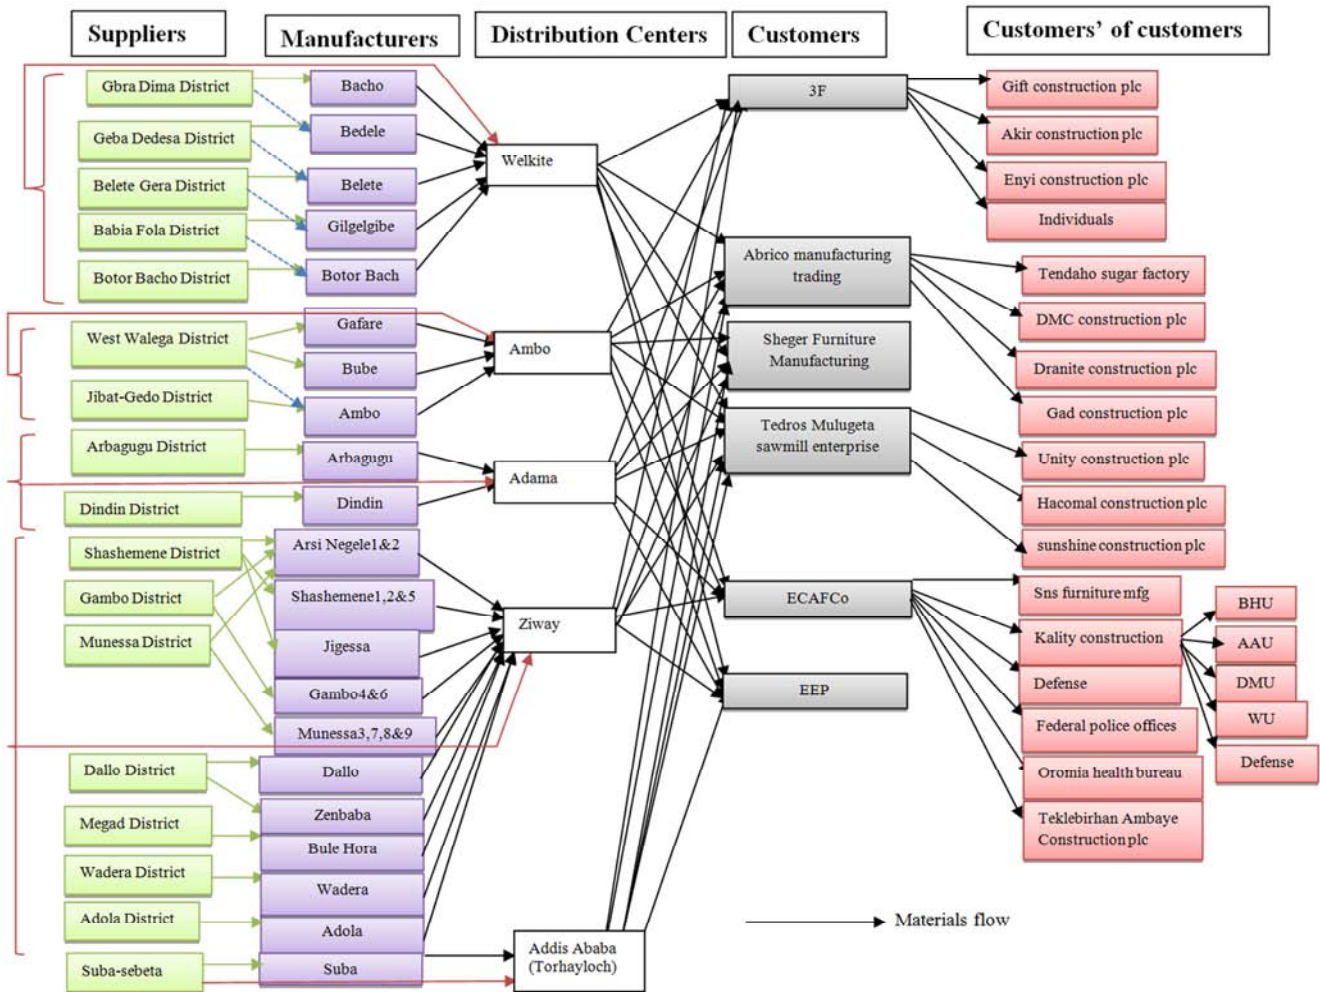 Suppliers
Manufacturers
Distribution Centers
Customers
Customers' of customers
Gbra Dima District
Geba Dedesa District
Belete Gera District
Babia Fola District
Botor Bacho District
West Walega District
Jibat-Gedo District
Arbagugu District
Dindin District
Shashemene District
Gambo District
Munessa District
Dallo District
Megad District
Wadera District
Adola District
Suba-sebeta
Bacho
Bedele
Belete
Gilgelgibe
Botor Bach
Gafare
Bube
Ambo
Arbagugu
Dindin
Arsi Negele1&2
Shashemene1,2&5
Jigessa
Gambo4&6
Munessa3,7,8&9
Dallo
Zenbaba
Bule Hora
Wadera
Adola
Suba
Welkite
Ambo
Adama
Ziway
Addis Ababa
(Torhayloch)
3F
Abrico manufacturing
trading
Sheger Furniture
Manufacturing
Tedros Mulugeta
sawmill enterprise
ECAFCo
EEP
Gift construction plc
Akir construction plc
Enyi construction plc
Individuals
Tendaho sugar factory
DMC construction plc
Dranite construction plc
Gad construction plc
Unity construction plc
Hacomal construction plc
sunshine construction plc
Sns furniture mfg
Kality construction
Defense
Federal police offices
Oromia health bureau
Teklebirhan Ambaye
Construction plc
BHU
AAU
DMU
WU
Defense
Materials flow